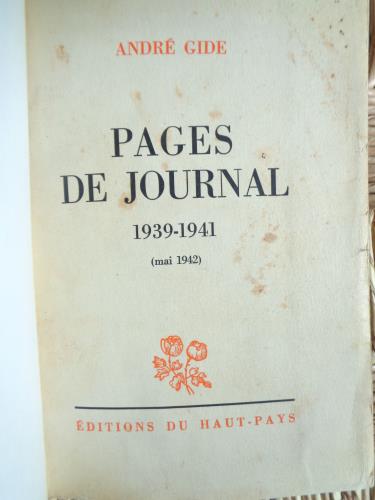 ANDRÉ GIDE
PAGES
DE JOURNAL
1939-1941
(mai 1942)
ÉDITIONS DU HAUT-PAYS